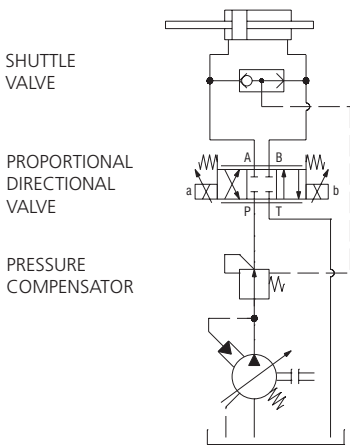 SHUTTLE
VALVE
A B
PROPORTIONAL
DIRECTIONAL
VALVE
a b
P T
PRESSURE
COMPENSATOR